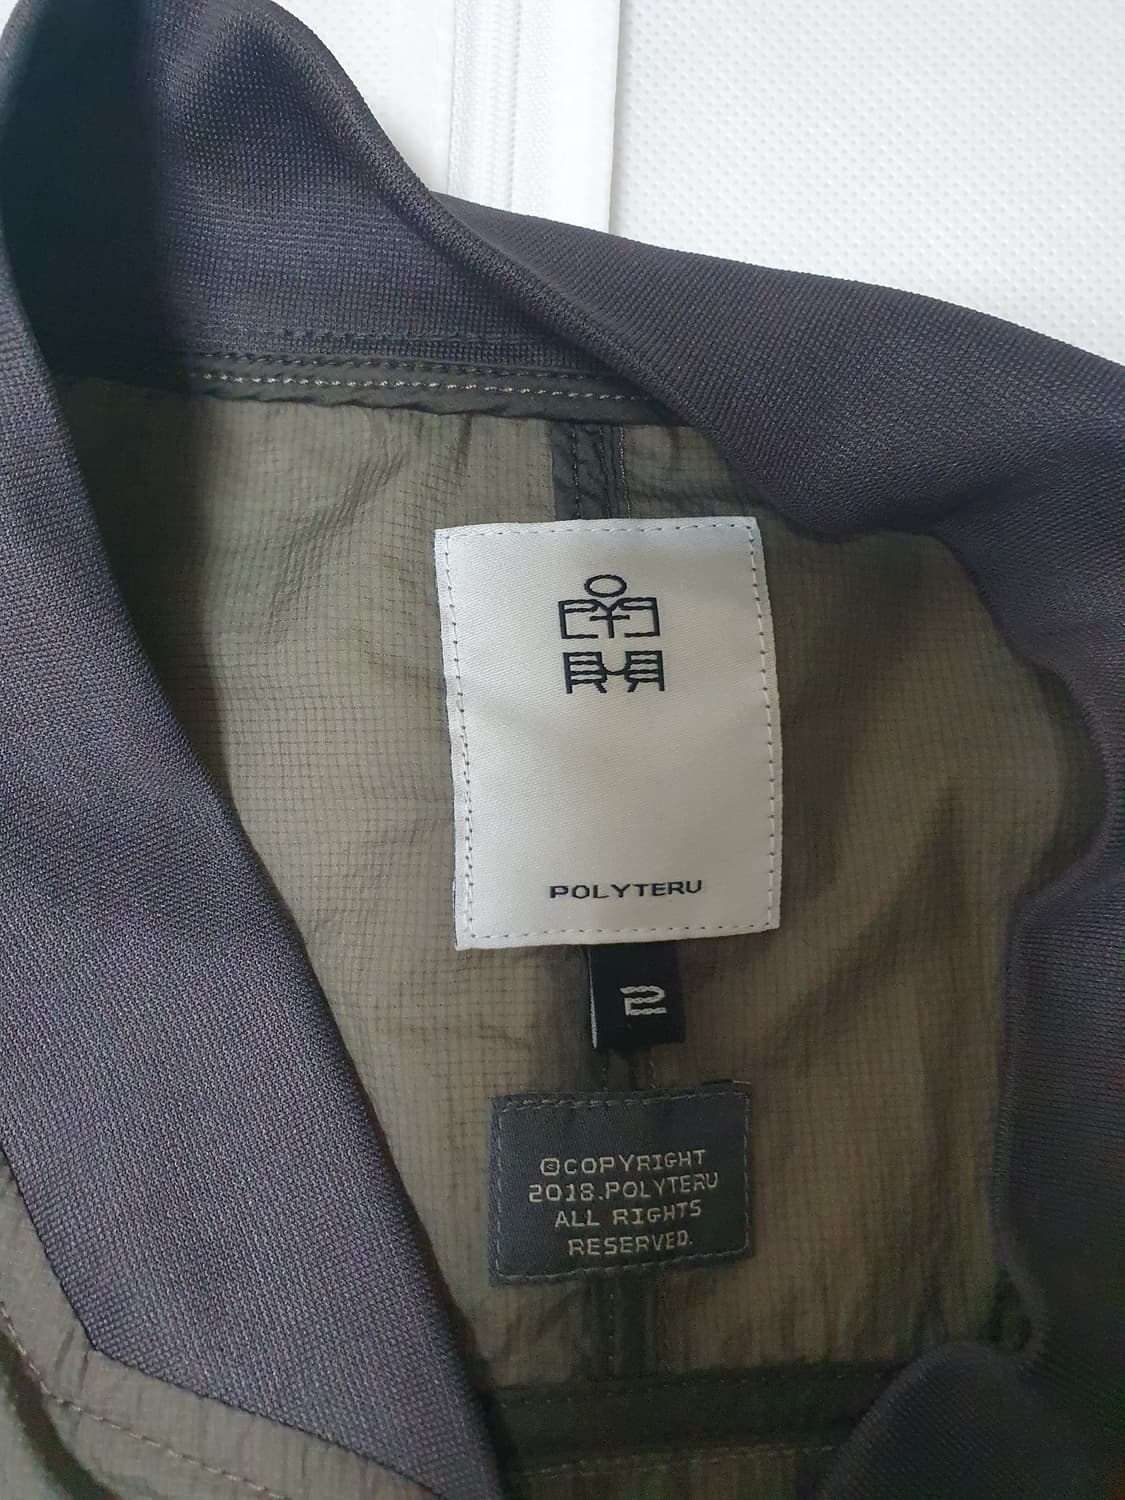 POLYTERU
2
©COPYRIGHT
2018.POLYTERU
ALL RIGHTS
RESERVED.